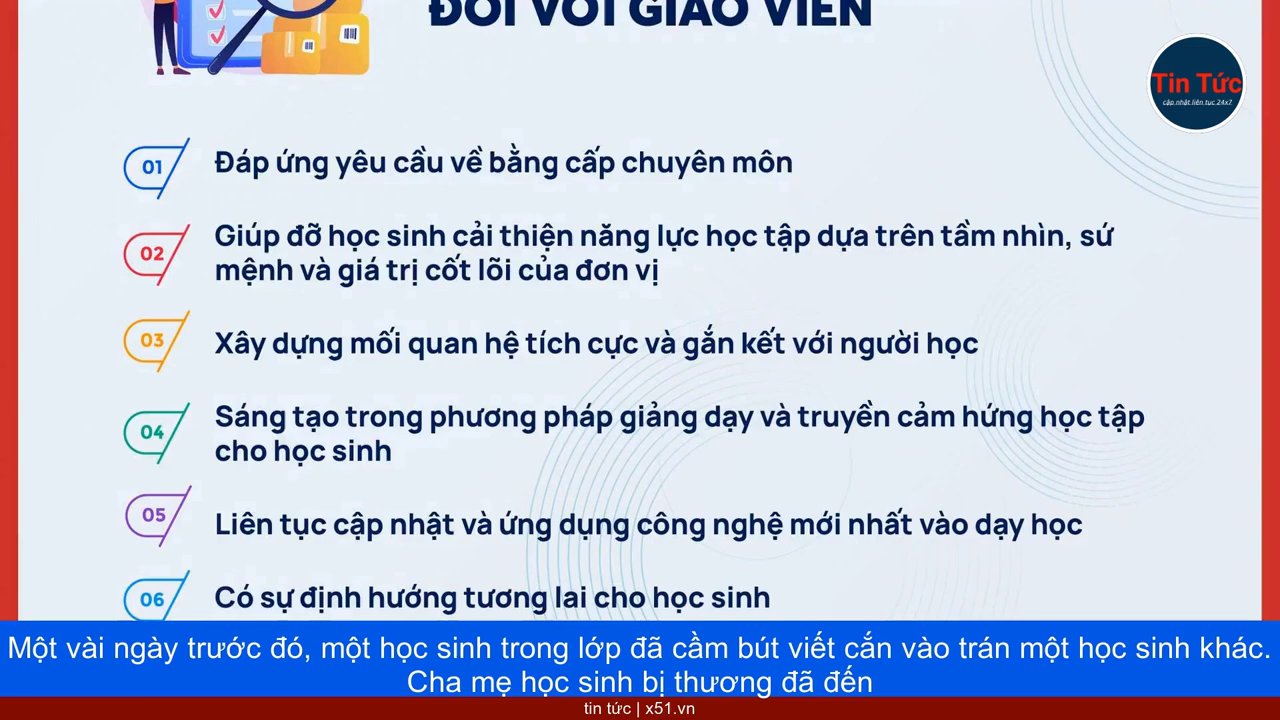 ĐỐI VỚI GIÁO VIÊN
Tin Tức
cập nhật liên tục 24x7
01 Đáp ứng yêu cầu về bằng cấp chuyên môn
02 Giúp đỡ học sinh cải thiện năng lực học tập dựa trên tầm nhìn, sứ
mệnh và giá trị cốt lõi của đơn vị
03 Xây dựng mối quan hệ tích cực và gắn kết với người học
04 Sáng tạo trong phương pháp giảng dạy và truyền cảm hứng học tập
cho học sinh
05 Liên tục cập nhật và ứng dụng công nghệ mới nhất vào dạy học
06 Có sự định hướng tương lai cho học sinh
Một vài ngày trước đó, một học sinh trong lớp đã cầm bút viết cắn vào trán một học sinh khác.
Cha mẹ học sinh bị thương đã đến
tin tức | x51.vn